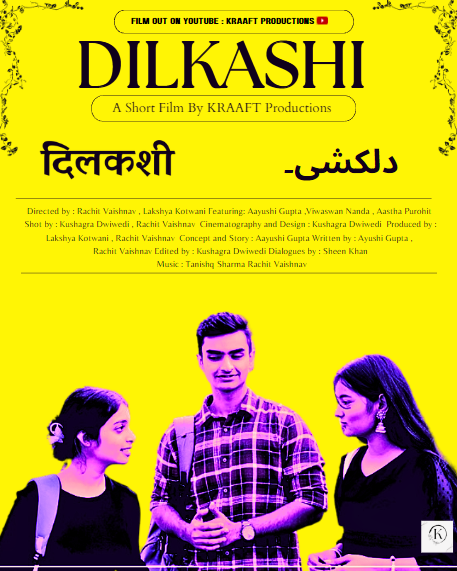 FILM OUT ON YOUTUBE : KRAAFT PRODUCTIONS
DILKASHI
A Short Film By KRAAFT Productions
दिलकशी
دلکشی۔
Directed by : Rachit Vaishnav , Lakshya Kotwani Featuring: Aayushi Gupta ,Viwaswan Nanda , Aastha Purohit
Shot by : Kushagra Dwiwedi , Rachit Vaishnav Cinematography and Design : Kushagra Dwiwedi Produced by :
Lakshya Kotwani , Rachit Vaishnav Concept and Story : Aayushi Gupta Written by : Ayushi Gupta ,
Rachit Vaishnav Edited by : Kushagra Dwiwedi Dialogues by : Sheen Khan
Music : Tanishq Sharma Rachit Vaishnav
K